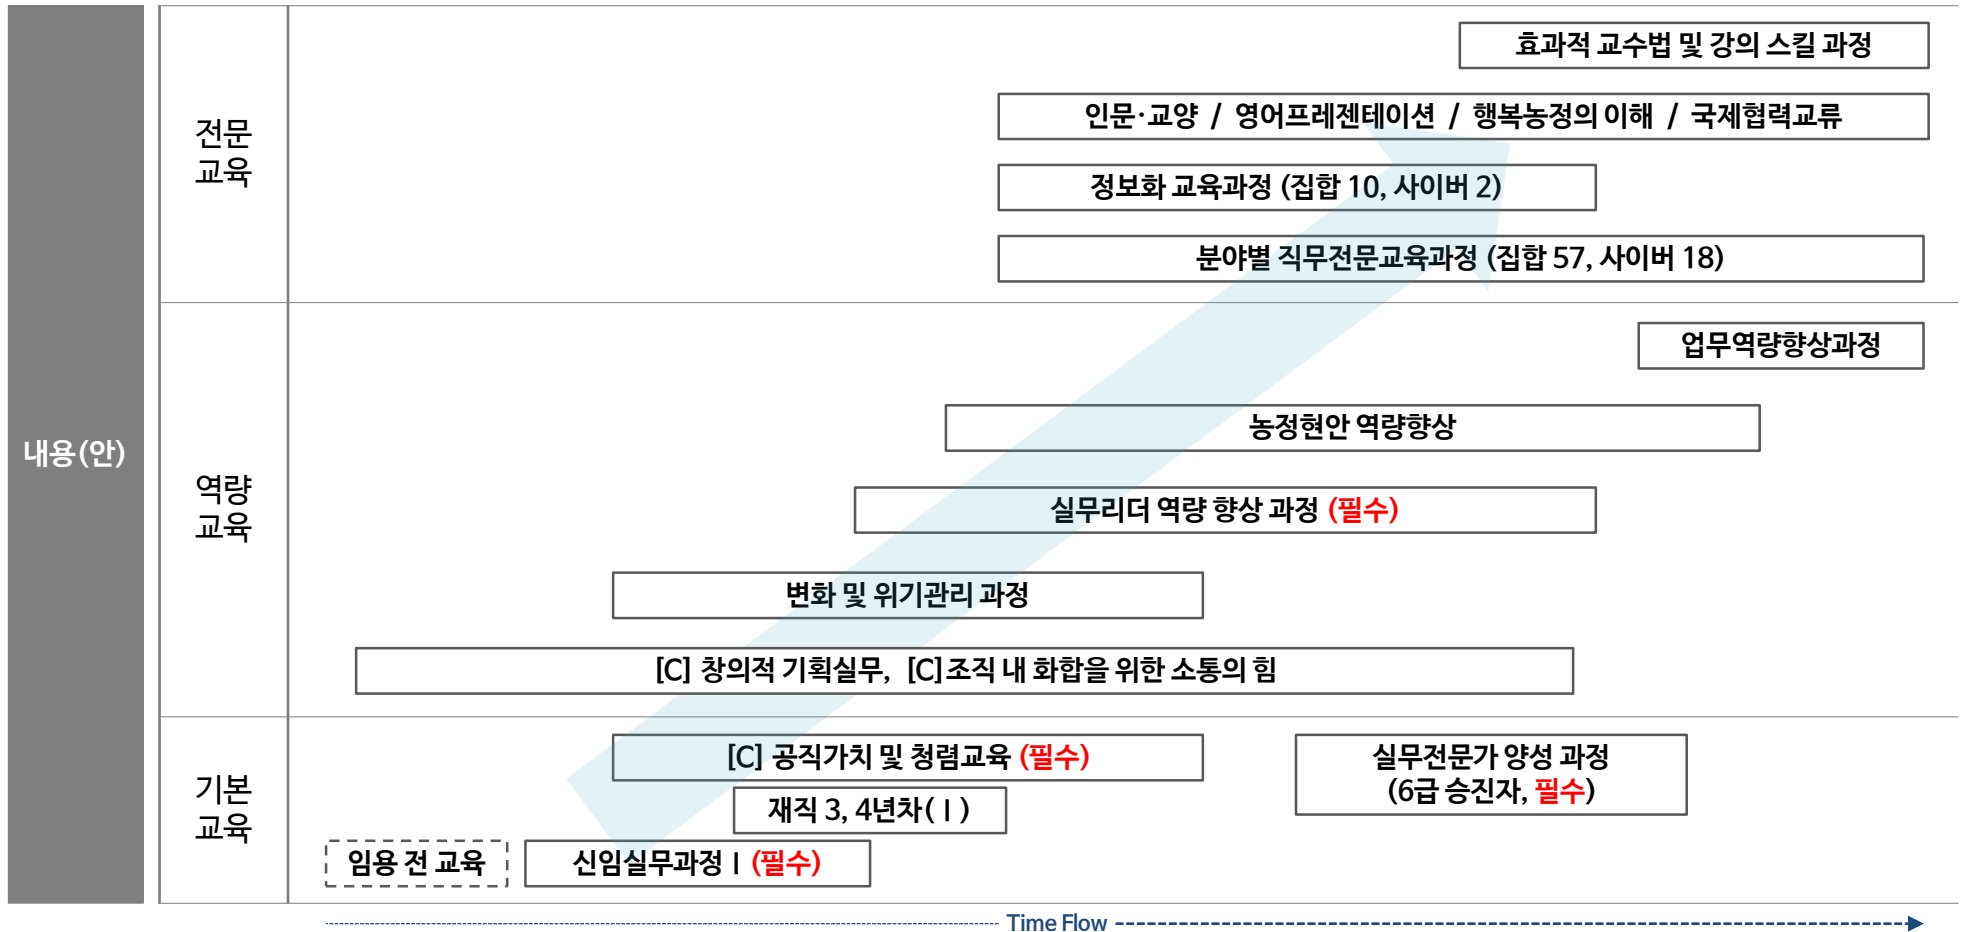 내용(안)
전문
교육
효과적 교수법 및 강의 스킬 과정
인문·교양 / 영어프레젠테이션 / 행복농정의 이해 / 국제협력교류
정보화 교육과정 (집합 10, 사이버 2)
분야별 직무전문교육과정 (집합 57, 사이버 18)
역량
교육
업무역량향상과정
농정현안 역량향상
실무리더 역량 향상 과정 (필수)
변화 및 위기관리 과정
[C] 창의적 기획실무, [C]조직 내 화합을 위한 소통의 힘
기본
교육
[C] 공직가치 및 청렴교육 (필수)
실무전문가 양성 과정
(6급 승진자, 필수)
재직 3, 4년차(Ⅰ)
임용 전 교육
신임실무과정Ⅰ(필수)
Time Flow